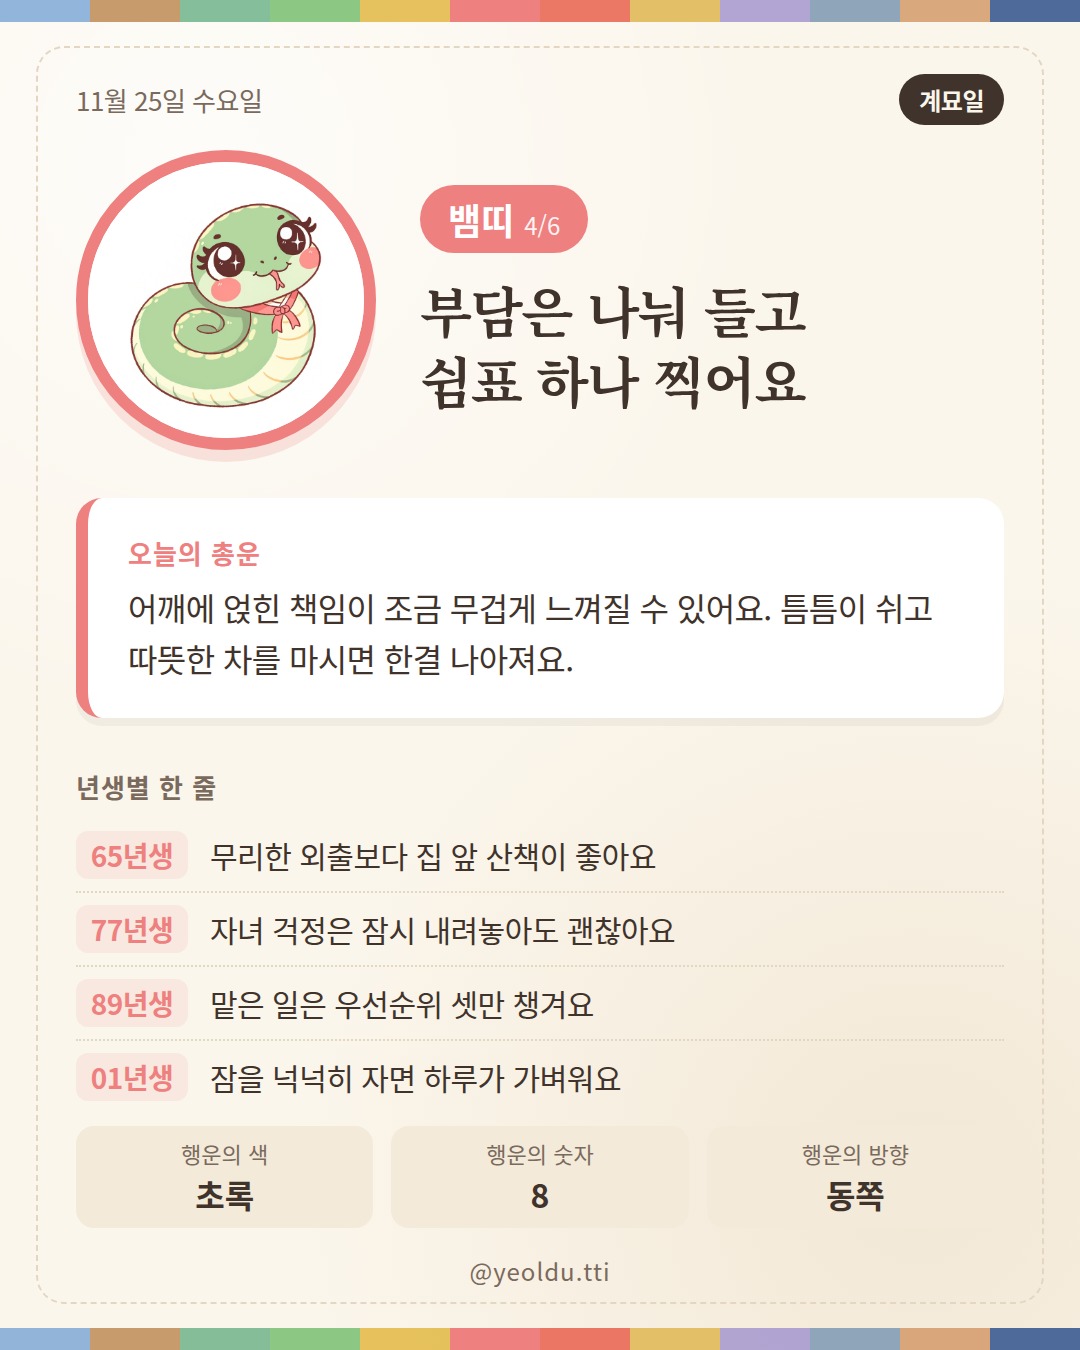 11월 25일 수요일
계묘일
뱀띠 4/6
부담은 나눠 들고
쉼표 하나 찍어요
오늘의 총운
어깨에 얹힌 책임이 조금 무겁게 느껴질 수 있어요. 틈틈이 쉬고
따뜻한 차를 마시면 한결 나아져요.
년생별 한 줄
65년생 무리한 외출보다 집 앞 산책이 좋아요
77년생 자녀 걱정은 잠시 내려놓아도 괜찮아요
89년생 맡은 일은 우선순위 셋만 챙겨요
01년생 잠을 넉넉히 자면 하루가 가벼워요
행운의 색
초록
행운의 숫자
8
행운의 방향
동쪽
@yeoldu.tti